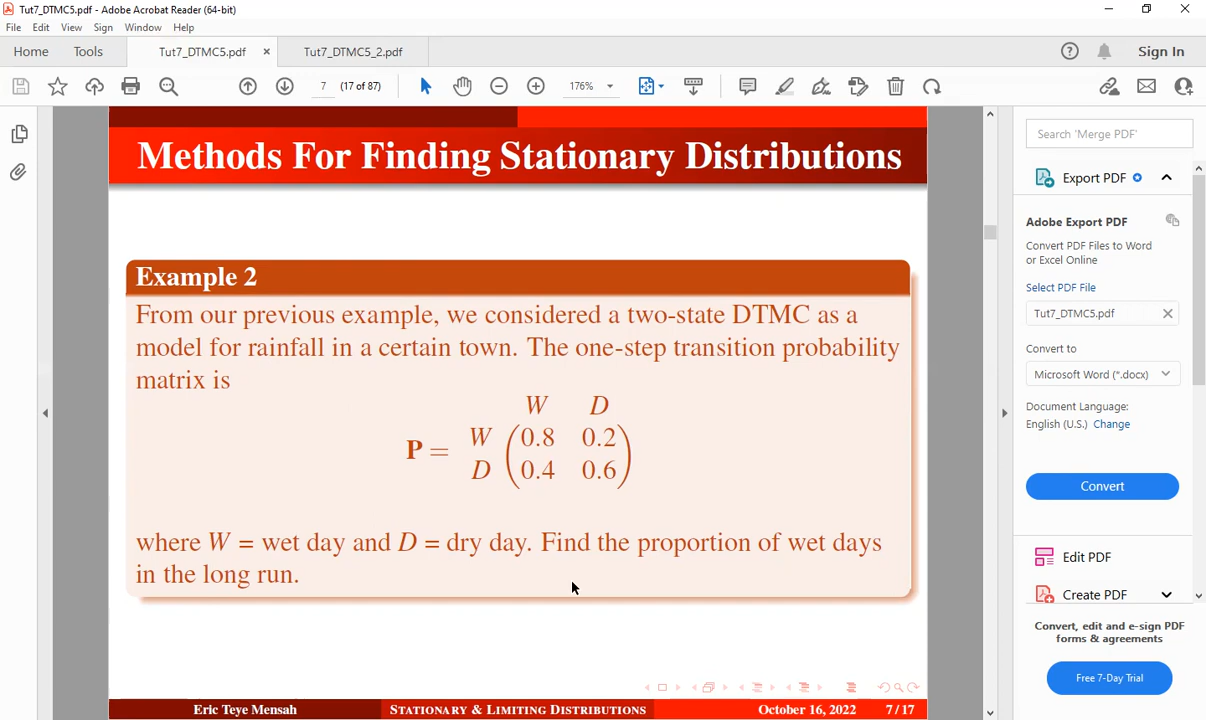 Tut7_DTMC5.pdf - Adobe Acrobat Reader (64-bit)
File Edit View Sign Window Help
Home Tools Tut7_DTMC5.pdf × Tut7_DTMC5_2.pdf Sign In
7 (17 of 87) 176%
Methods For Finding Stationary Distributions
Example 2
From our previous example, we considered a two-state DTMC as a
model for rainfall in a certain town. The one-step transition probability
matrix is
W D
P = W 0.8 0.2
D 0.4 0.6
where W = wet day and D = dry day. Find the proportion of wet days
in the long run.
Eric Teye Mensah STATIONARY & LIMITING DISTRIBUTIONS October 16, 2022 7/17
Search 'Merge PDF'
Export PDF
Adobe Export PDF
Convert PDF Files to Word
or Excel Online
Select PDF File
Tut7_DTMC5.pdf ×
Convert to
Microsoft Word (*.docx)
Document Language:
English (U.S.) Change
Convert
Edit PDF
Create PDF
Convert, edit and e-sign PDF
forms & agreements
Free 7-Day Trial